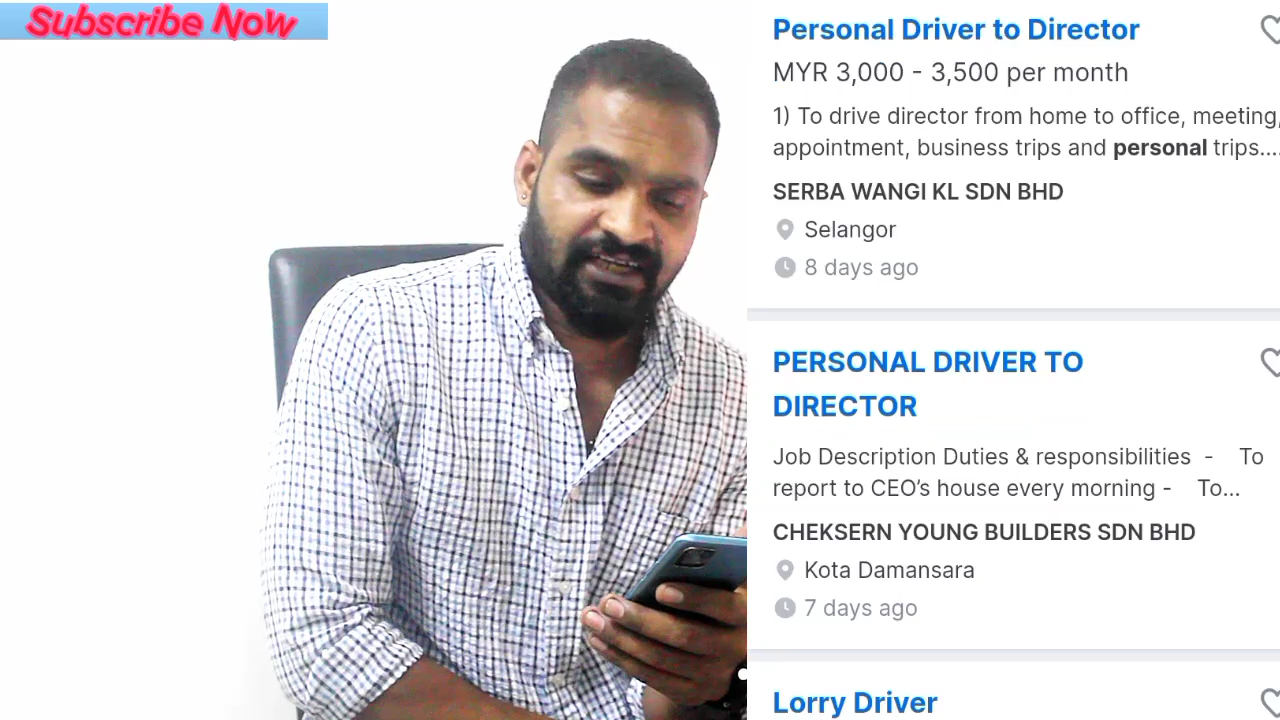 Subscribe Now
Personal Driver to Director
MYR 3,000 - 3,500 per month
1) To drive director from home to office, meeting,
appointment, business trips and personal trips....
SERBA WANGI KL SDN BHD
Selangor
8 days ago
PERSONAL DRIVER TO
DIRECTOR
Job Description Duties & responsibilities - To
report to CEO’s house every morning - To...
CHEKSERN YOUNG BUILDERS SDN BHD
Kota Damansara
7 days ago
Lorry Driver